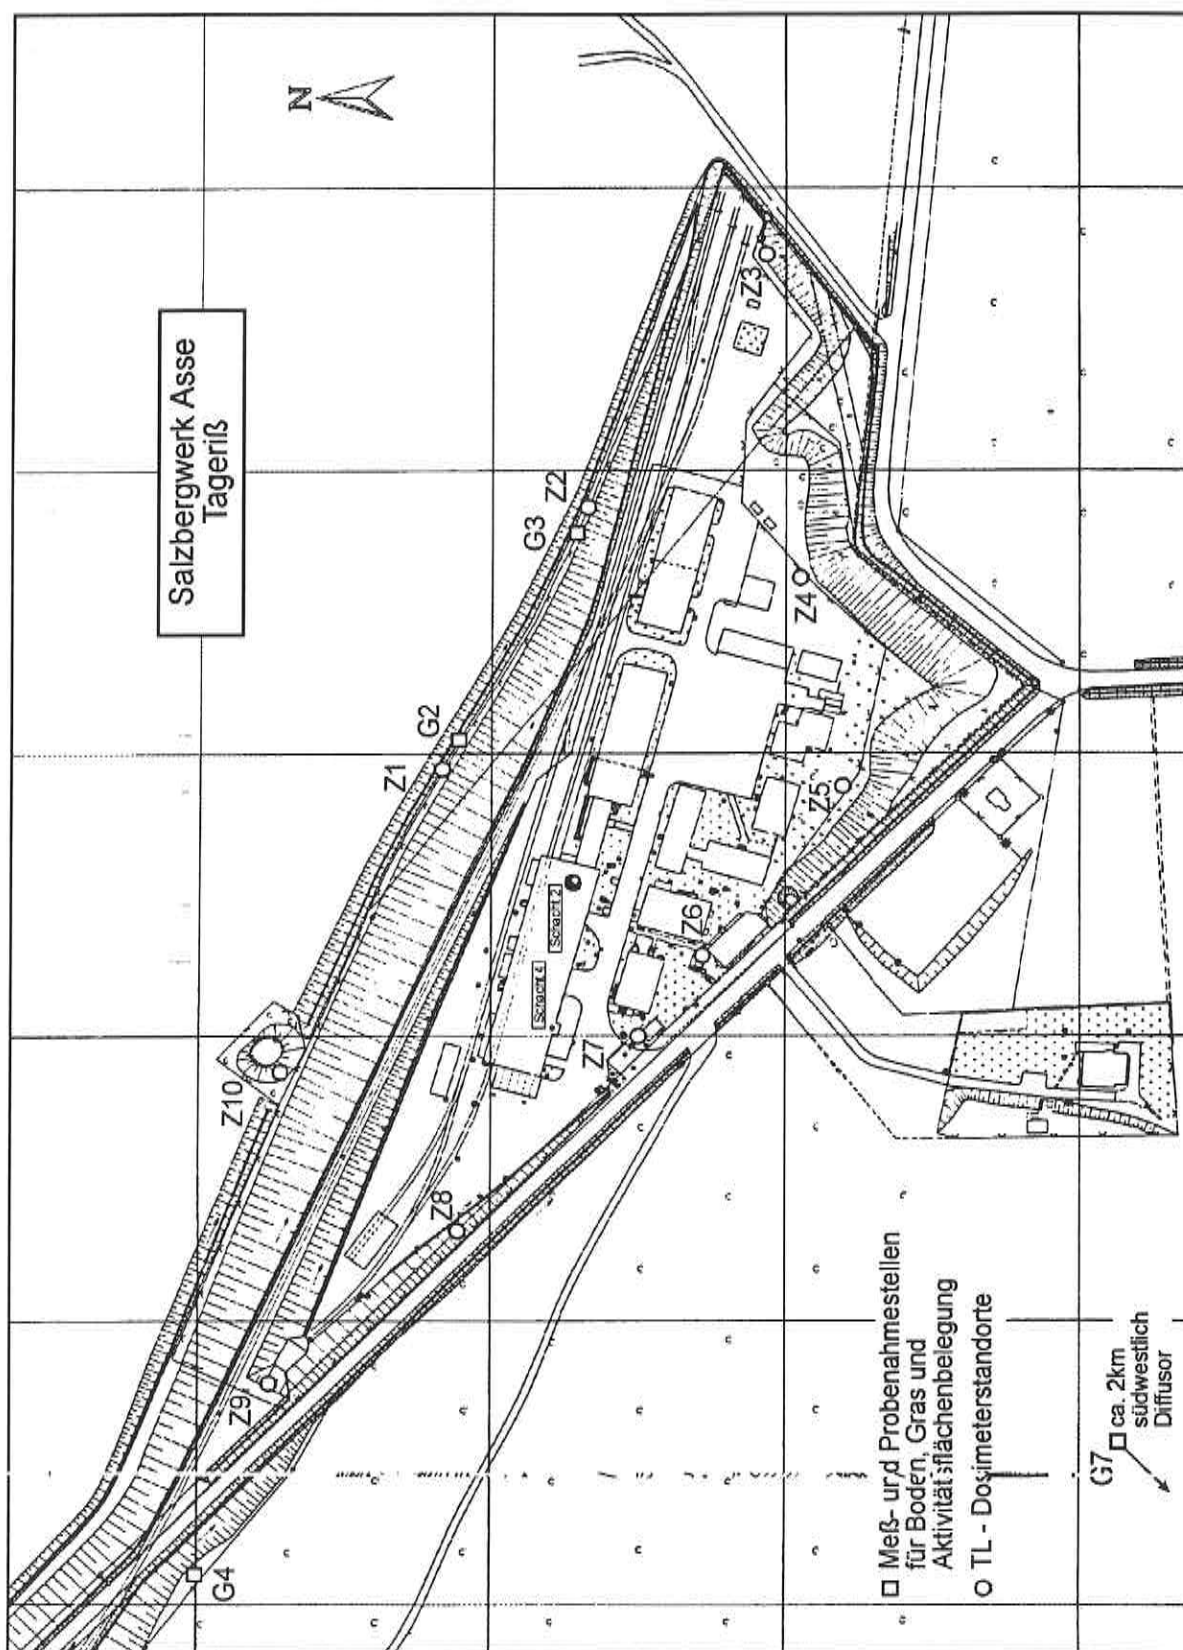 N
Salzbergwerk Asse
Tageriß
Z3
Z2
G3
Z4
G2
Z1
Z5
Schacht 2
Z6
Schacht 4
Z7
Z10
Z8
Z9
G4
Meß- und Probenahmestellen
für Boden, Gras und
Aktivitätsflächenbelegung
TL - Dosimeterstandorte
G7
ca. 2km
südwestlich
Diffusor